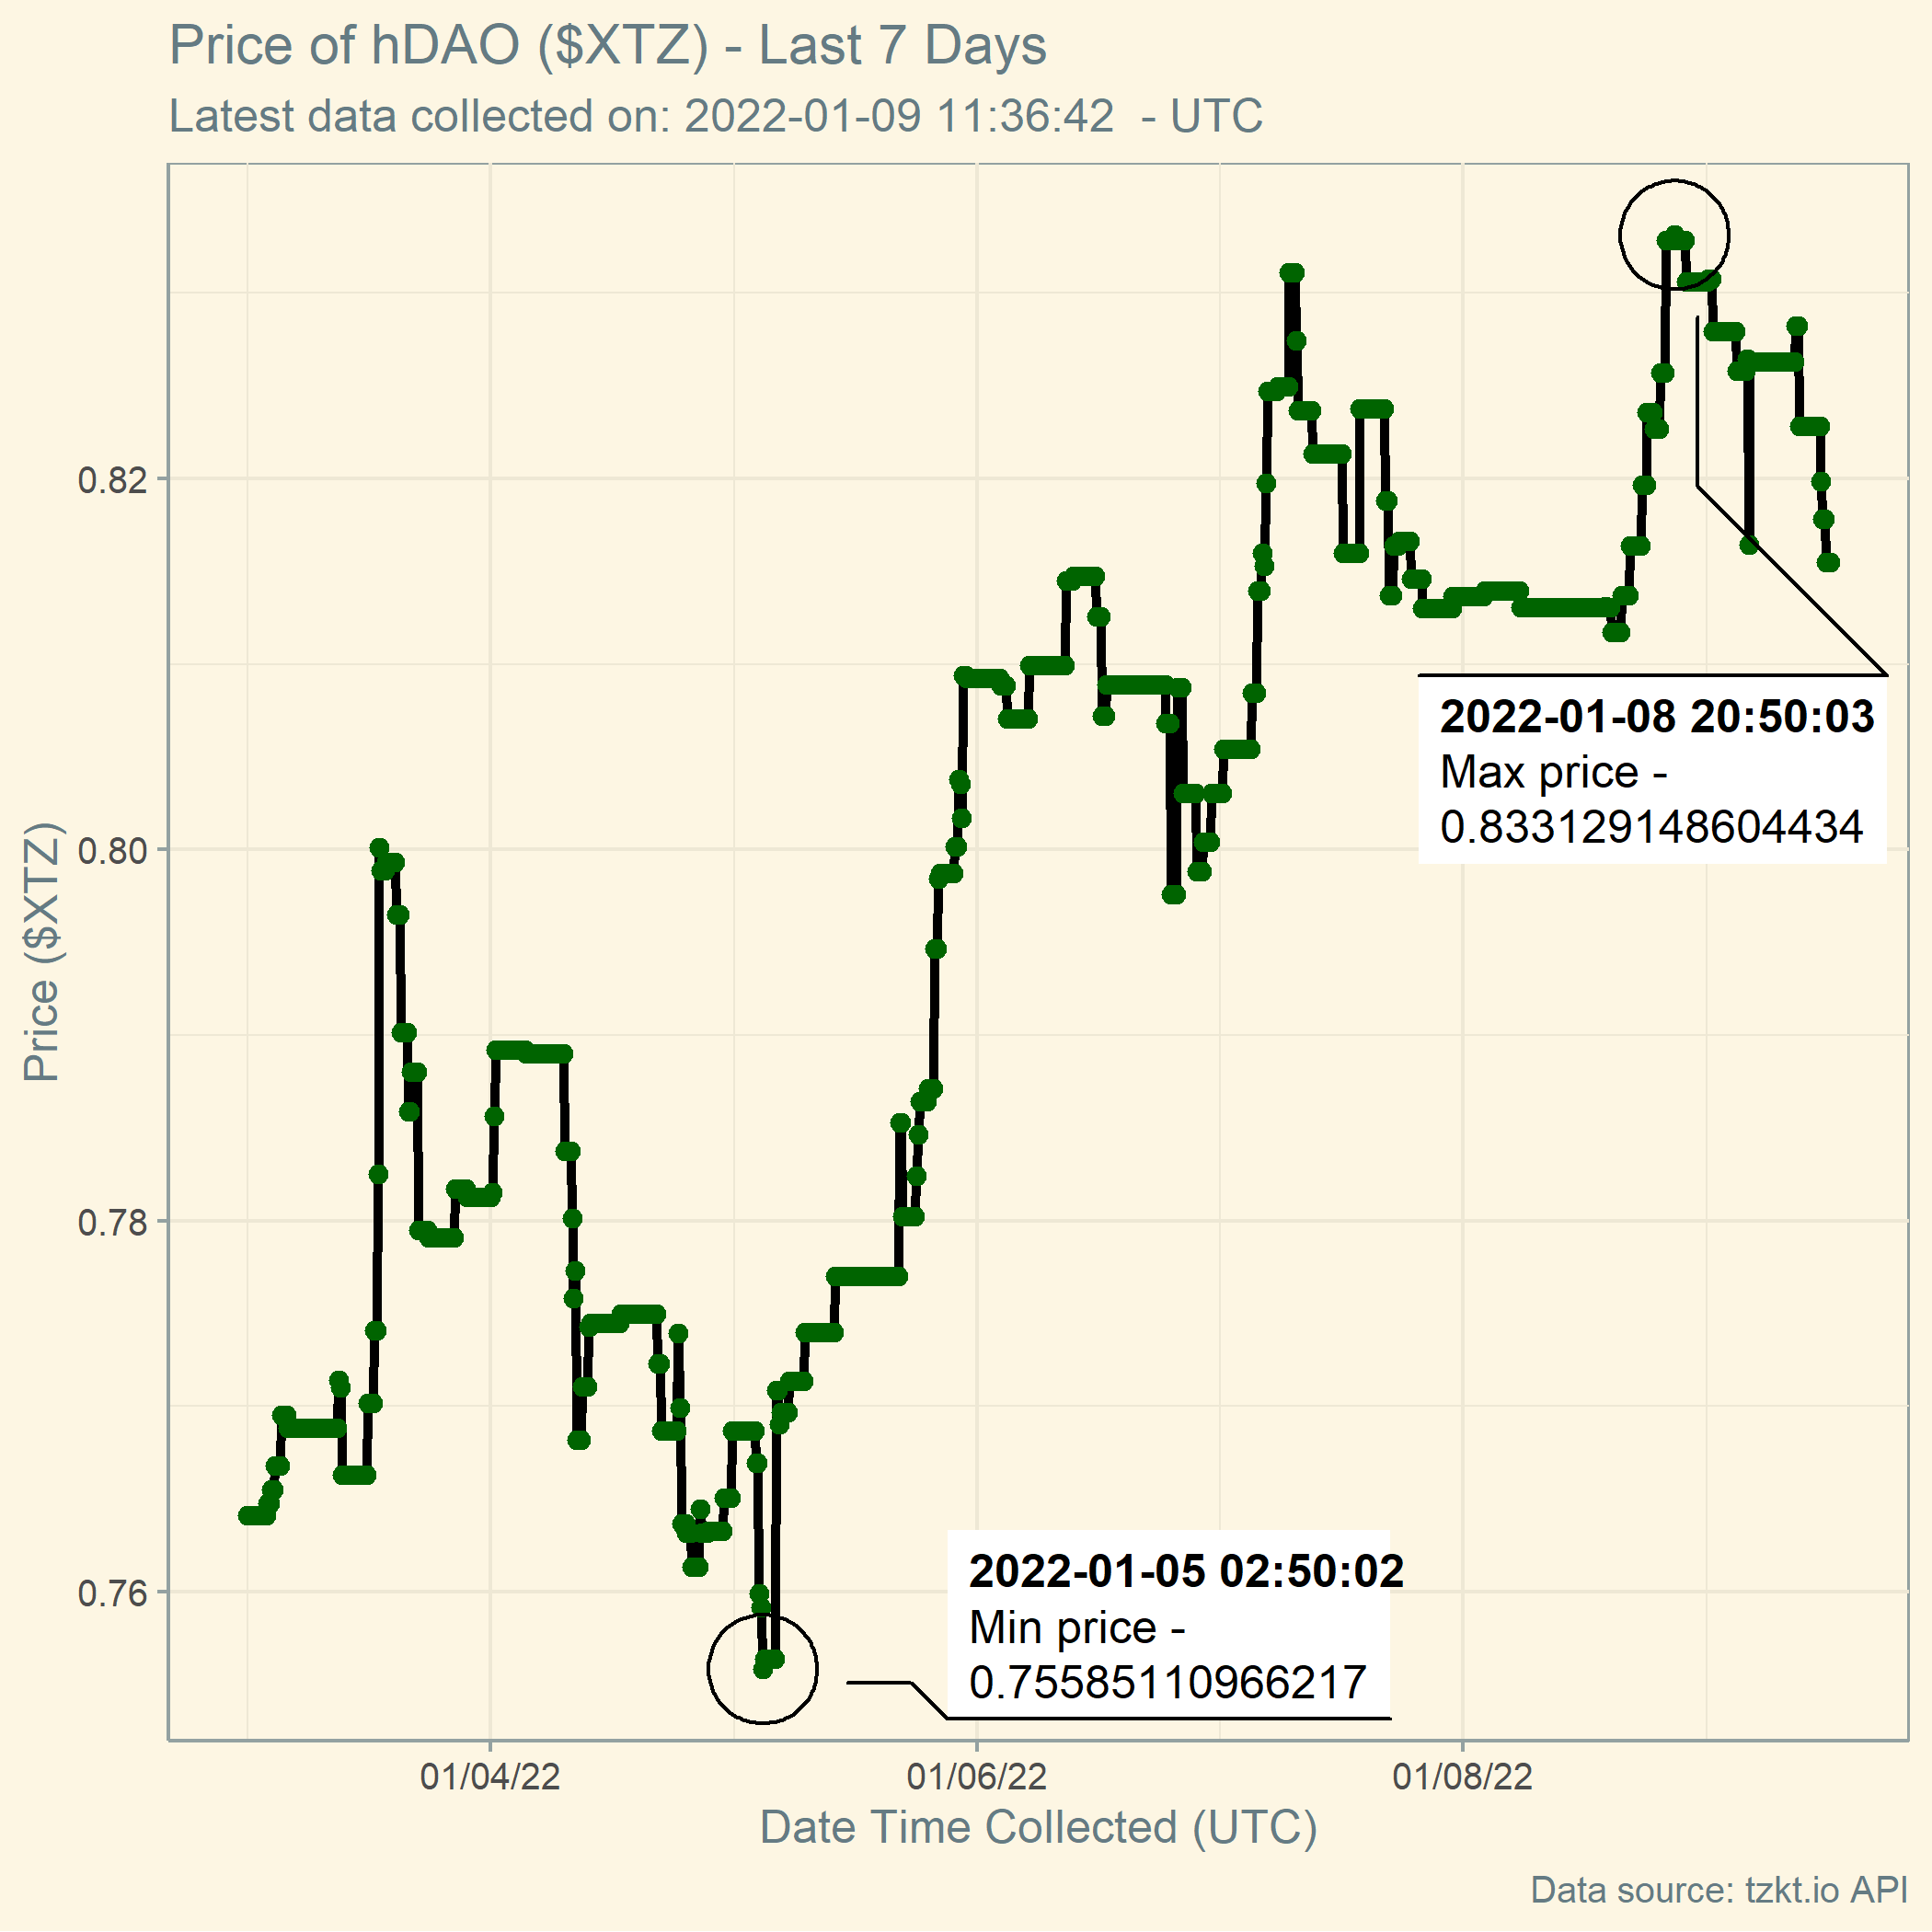 Price of hDAO ($XTZ) - Last 7 Days
Latest data collected on: 2022-01-09 11:36:42  - UTC
0.82
0.80
0.78
0.76
Price ($XTZ)
2022-01-08 20:50:03
Max price -
0.833129148604434
2022-01-05 02:50:02
Min price -
0.75585110966217
01/04/22
01/06/22
01/08/22
Date Time Collected (UTC)
Data source: tzkt.io API